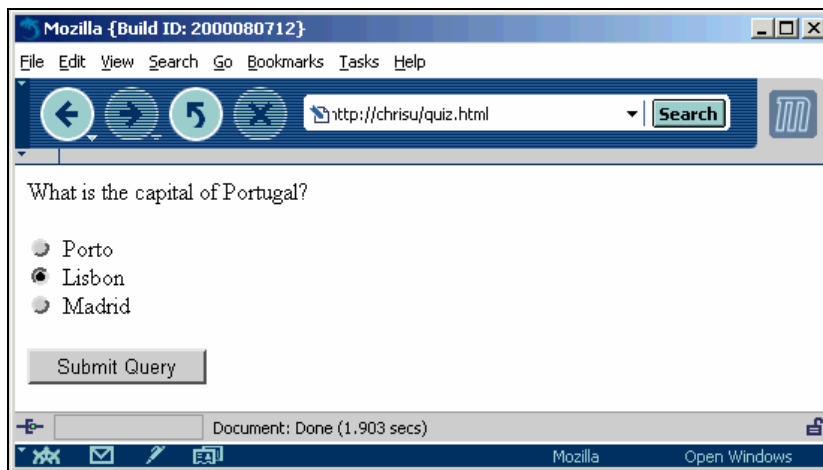 Mozilla {Build ID: 2000080712}
File Edit View Search Go Bookmarks Tasks Help
http://chrisu/quiz.html Search
What is the capital of Portugal?
Porto
Lisbon
Madrid
Submit Query
Document: Done (1.903 secs)
Mozilla Open Windows